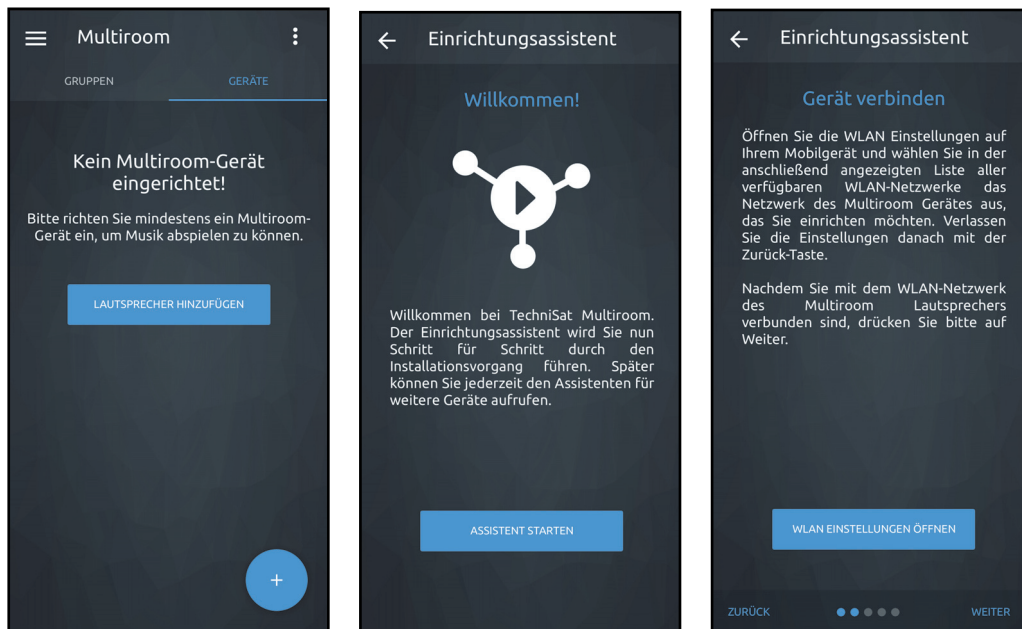 Multiroom
GRUPPEN
GERÄTE
Kein Multiroom-Gerät
eingerichtet!
Bitte richten Sie mindestens ein Multiroom-
Gerät ein, um Musik abspielen zu können.
LAUTSPRECHER HINZUFÜGEN
+
Einrichtungsassistent
Willkommen!
Willkommen bei TechniSat Multiroom.
Der Einrichtungsassistent wird Sie nun
Schritt für Schritt durch den
Installationsvorgang führen. Später
können Sie jederzeit den Assistenten für
weitere Geräte aufrufen.
ASSISTENT STARTEN
Einrichtungsassistent
Gerät verbinden
Öffnen Sie die WLAN Einstellungen auf
Ihrem Mobilgerät und wählen Sie in der
anschließend angezeigten Liste aller
verfügbaren WLAN-Netzwerke das
Netzwerk des Multiroom Gerätes aus,
das Sie einrichten möchten. Verlassen
Sie die Einstellungen danach mit der
Zurück-Taste.
Nachdem Sie mit dem WLAN-Netzwerk
des Multiroom Lautsprechers
verbunden sind, drücken Sie bitte auf
Weiter.
WLAN EINSTELLUNGEN ÖFFNEN
ZURÜCK
WEITER